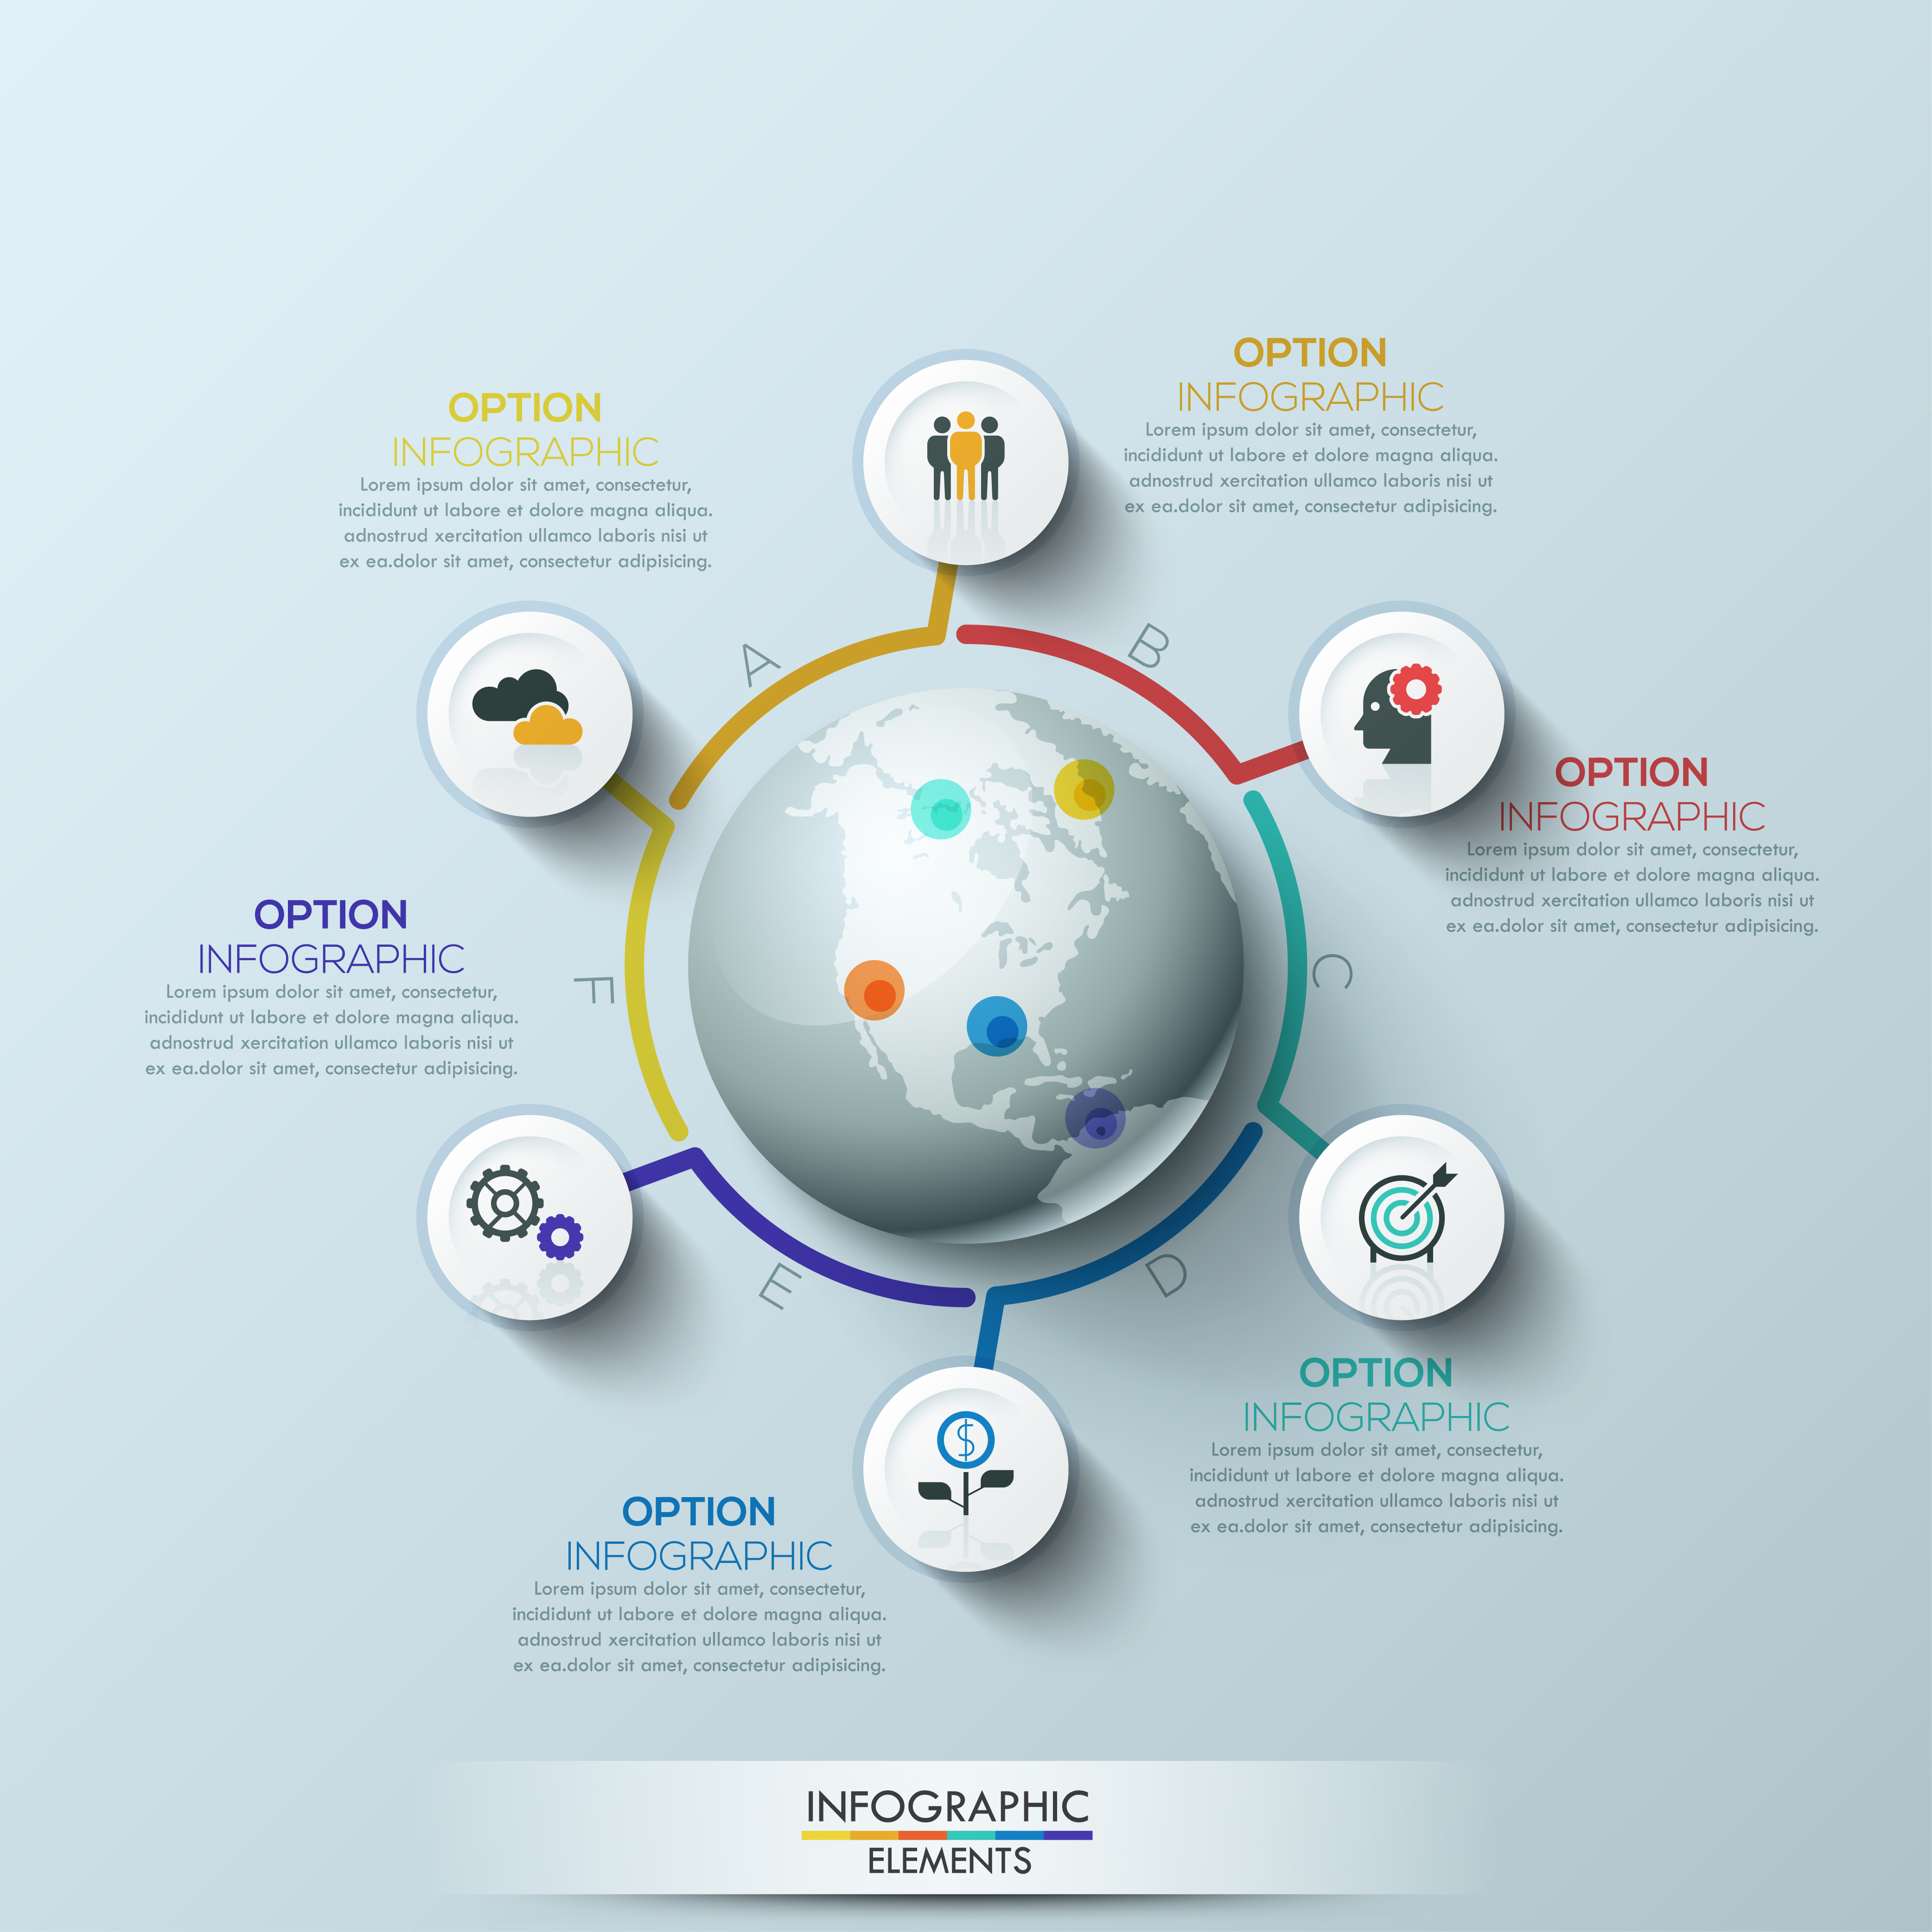 OPTION
INFOGRAPHIC
Lorem ipsum dolor sit amet, consectetur,
incididunt ut labore et dolore magna aliqua.
adnostrud xercitation ullamco laboris nisi ut
ex ea.dolor sit amet, consectetur adipisicing.
OPTION
INFOGRAPHIC
Lorem ipsum dolor sit amet, consectetur,
incididunt ut labore et dolore magna aliqua.
adnostrud xercitation ullamco laboris nisi ut
ex ea.dolor sit amet, consectetur adipisicing.
A
B
OPTION
INFOGRAPHIC
Lorem ipsum dolor sit amet, consectetur,
incididunt ut labore et dolore magna aliqua.
adnostrud xercitation ullamco laboris nisi ut
ex ea.dolor sit amet, consectetur adipisicing.
OPTION
INFOGRAPHIC
Lorem ipsum dolor sit amet, consectetur,
incididunt ut labore et dolore magna aliqua.
adnostrud xercitation ullamco laboris nisi ut
ex ea.dolor sit amet, consectetur adipisicing.
F
C
E
D
OPTION
INFOGRAPHIC
Lorem ipsum dolor sit amet, consectetur,
incididunt ut labore et dolore magna aliqua.
adnostrud xercitation ullamco laboris nisi ut
ex ea.dolor sit amet, consectetur adipisicing.
$
OPTION
INFOGRAPHIC
Lorem ipsum dolor sit amet, consectetur,
incididunt ut labore et dolore magna aliqua.
adnostrud xercitation ullamco laboris nisi ut
ex ea.dolor sit amet, consectetur adipisicing.
INFOGRAPHIC
ELEMENTS